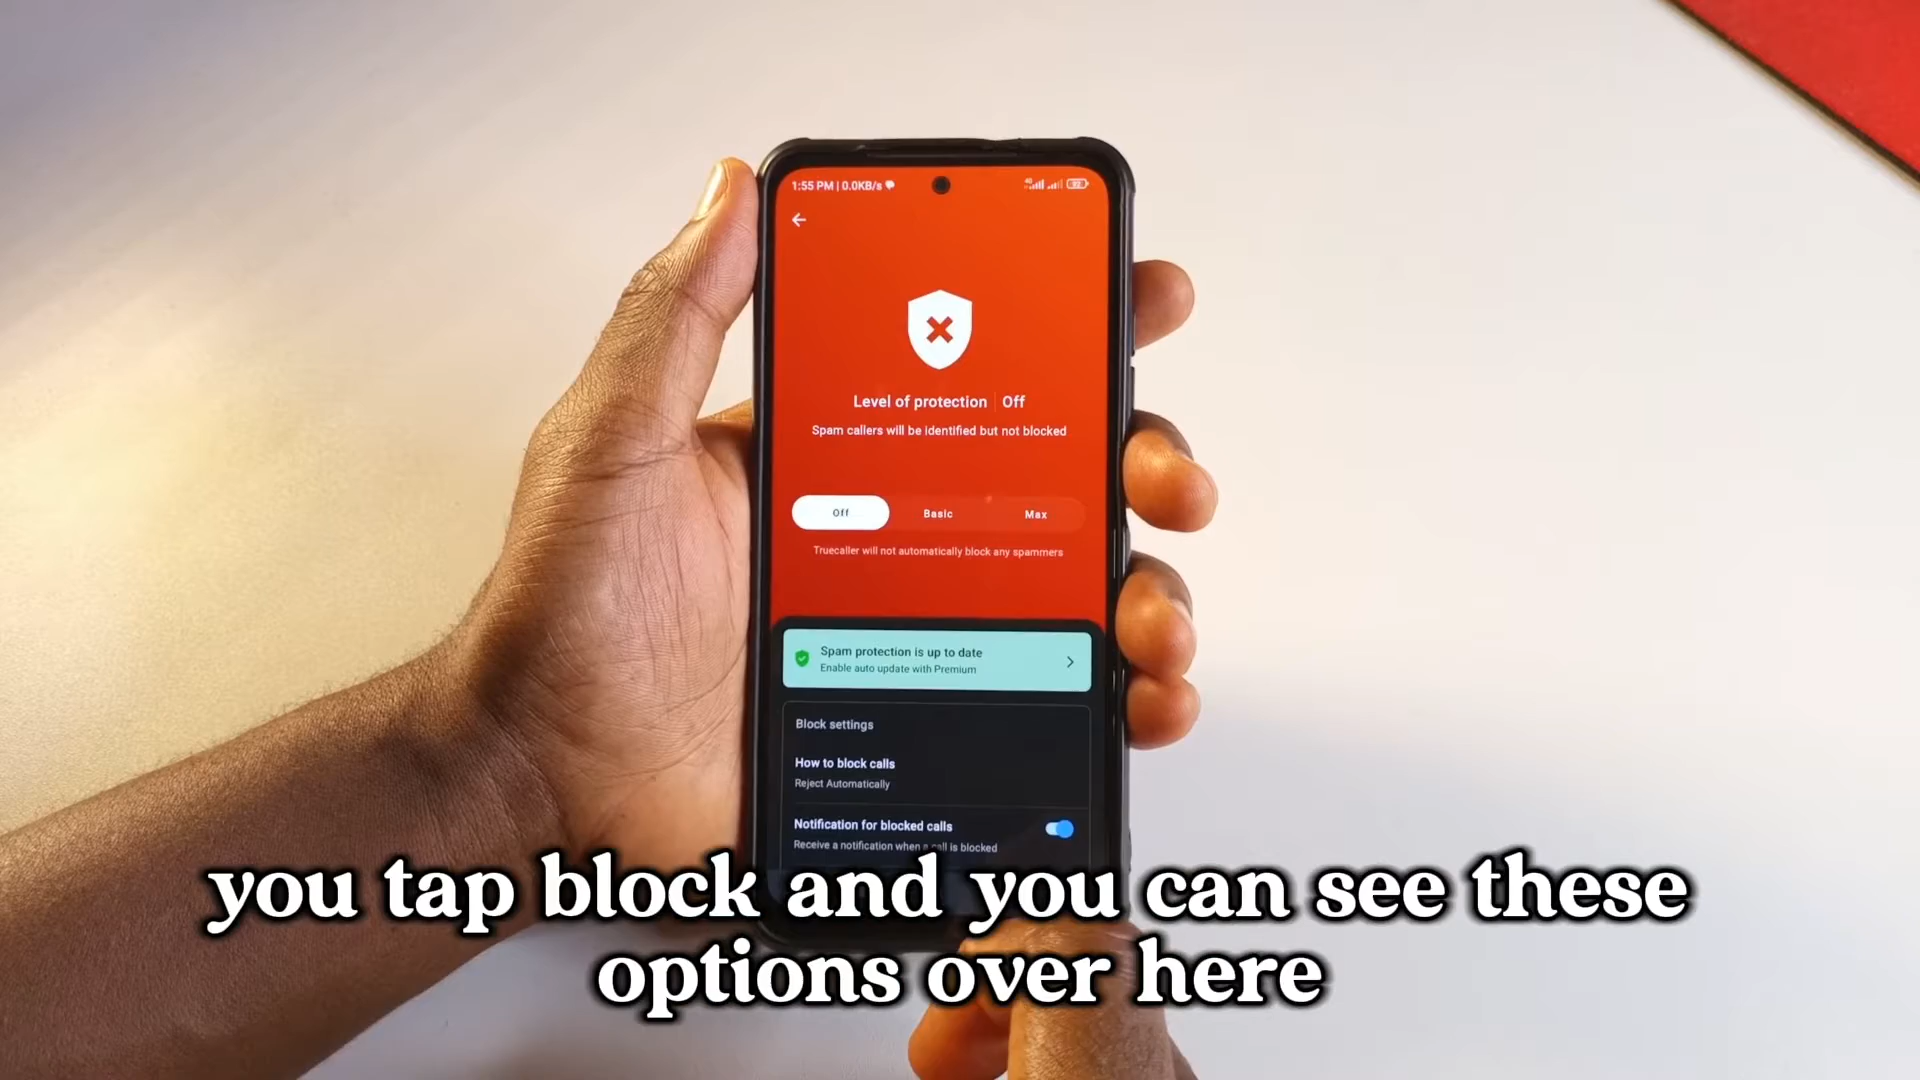 1:55 PM | 0.0KB/s
4G
Level of protection | Off
Spam callers will be identified but not blocked
Off Basic Max
Truecaller will not automatically block any spammers
Spam protection is up to date
Enable auto update with Premium
Block settings
How to block calls
Reject Automatically
Notification for blocked calls
Receive a notification when a call is blocked
you tap block and you can see these
options over here